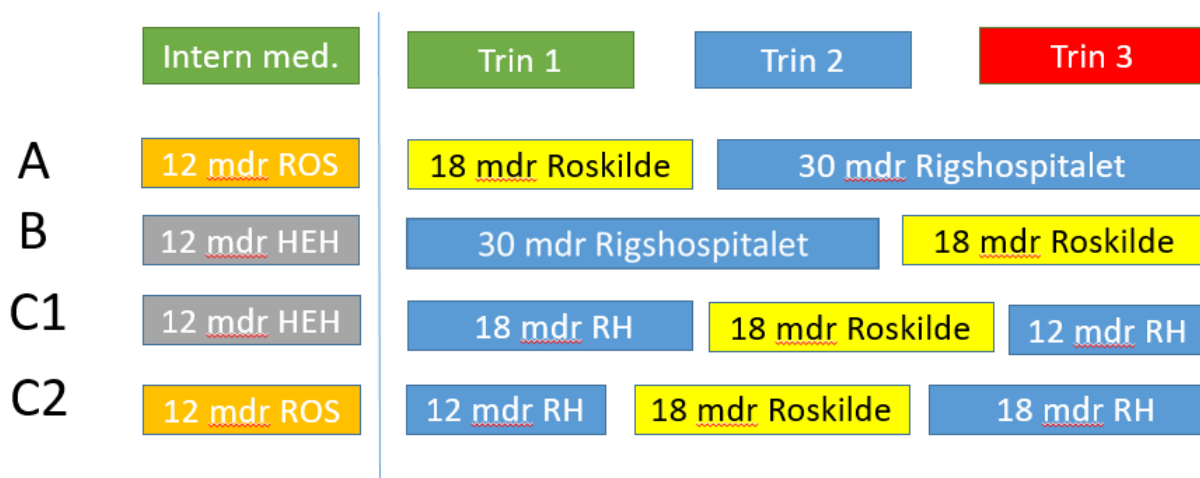 Intern med. Trin 1 Trin 2 Trin 3
A 12 mdr ROS 18 mdr Roskilde 30 mdr Rigshospitalet
B 12 mdr HEH 30 mdr Rigshospitalet 18 mdr Roskilde
C1 12 mdr HEH 18 mdr RH 18 mdr Roskilde 12 mdr RH
C2 12 mdr ROS 12 mdr RH 18 mdr Roskilde 18 mdr RH